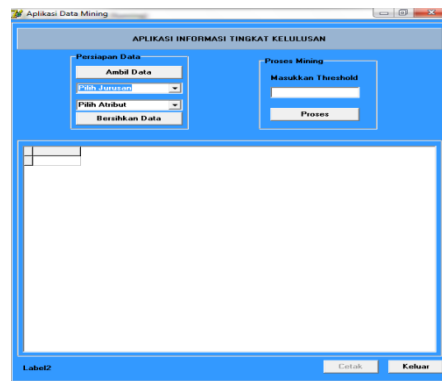 Aplikasi Data Mining
APLIKASI INFORMASI TINGKAT KELULUSAN
Persiapan Data
Ambil Data
Pilih Jurusan
Pilih Atribut
Bersihkan Data
Proses Mining
Masukkan Threshold
Proses
Label2
Cetak
Keluar